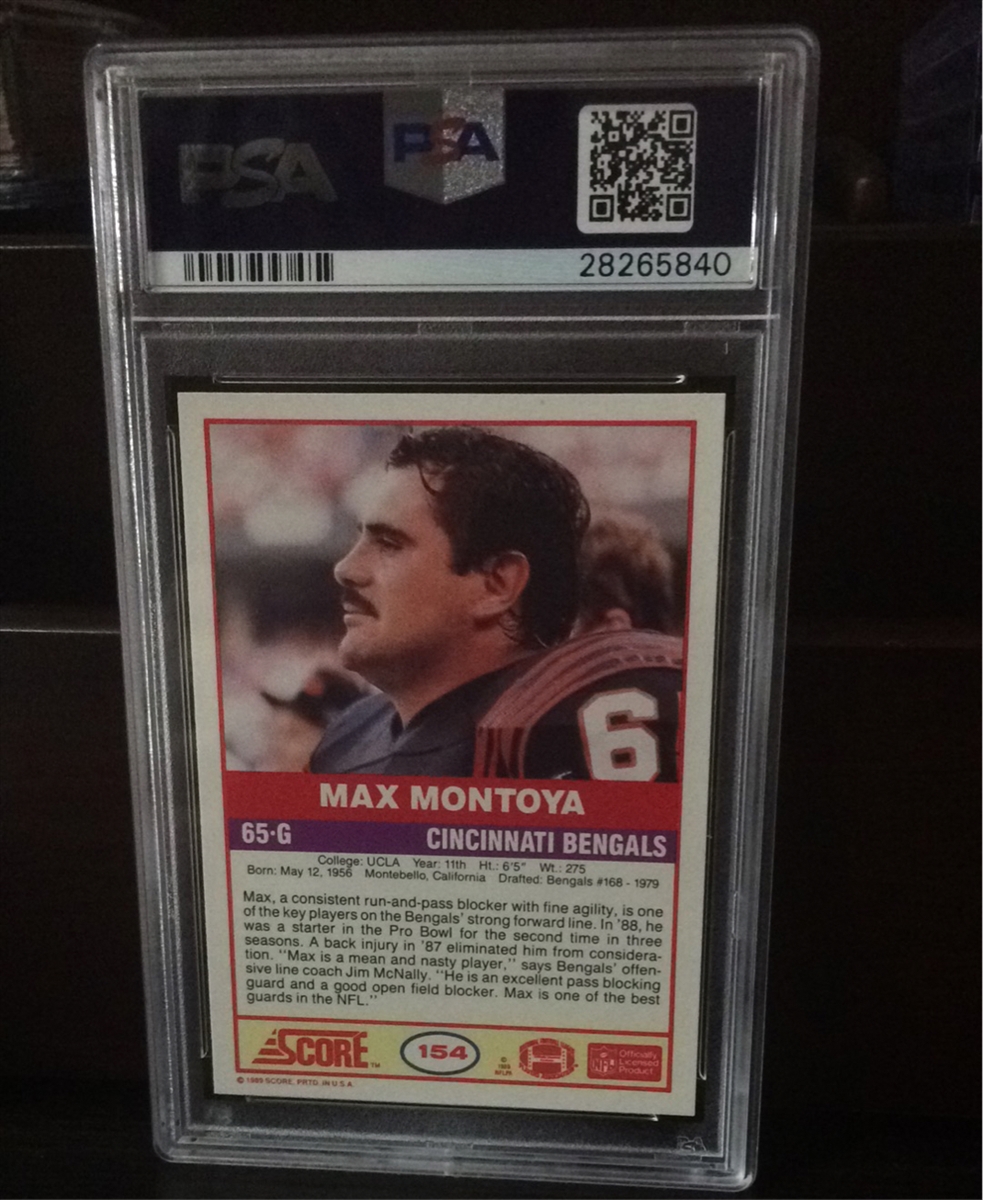 PSA
PSA
28265840
6
MAX MONTOYA
65·G CINCINNATI BENGALS
College: UCLA Year: 11th Ht.: 6'5" Wt.: 275
Born: May 12, 1956 Montebello, California Drafted: Bengals #168 - 1979
Max, a consistent run-and-pass blocker with fine agility, is one
of the key players on the Bengals' strong forward line. In '88, he
was a starter in the Pro Bowl for the second time in three
seasons. A back injury in '87 eliminated him from considera-
tion. "Max is a mean and nasty player," says Bengals' offen-
sive line coach Jim McNally. "He is an excellent pass blocking
guard and a good open field blocker. Max is one of the best
guards in the NFL."
SCORE™ 154
© 1989 NFLPI
NFL Officially Licensed Product
© 1989 SCORE, PRTD. IN U.S.A.